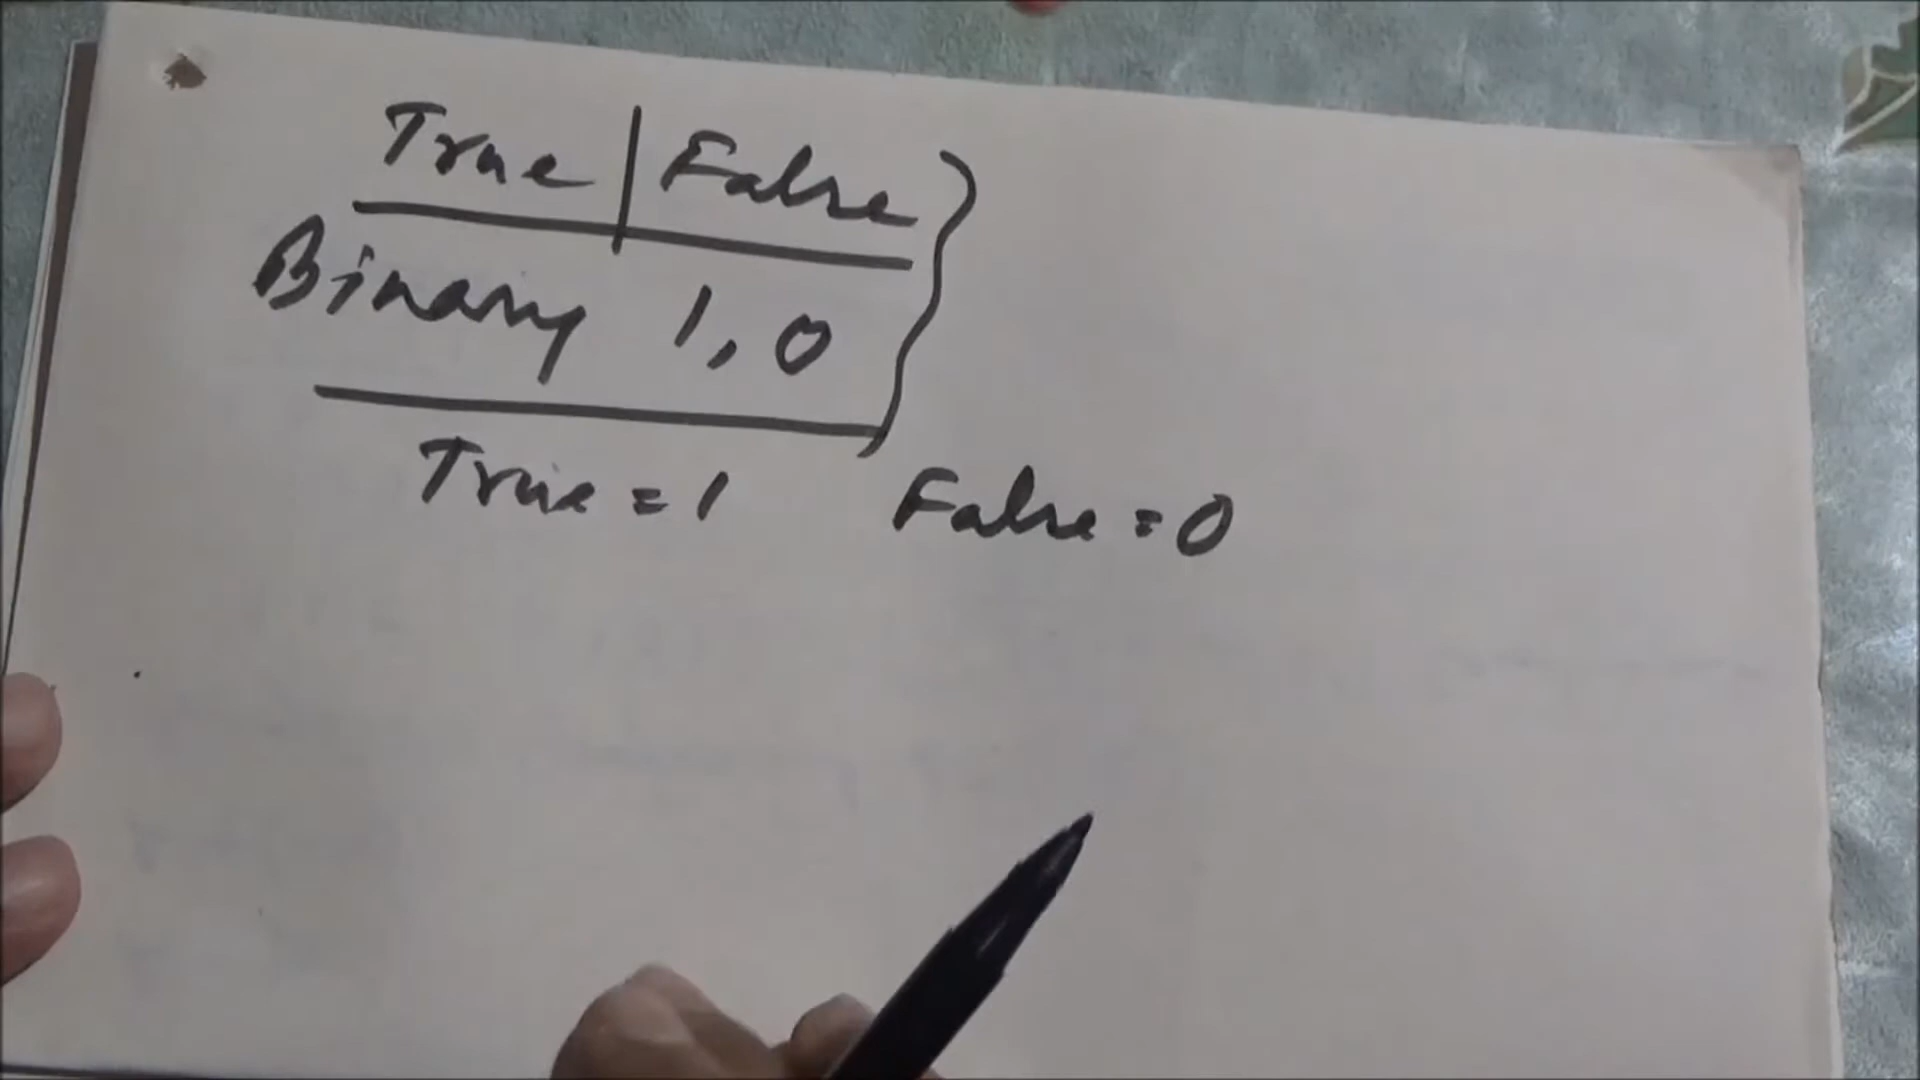 True | False
Binary 1, 0
True = 1 False = 0